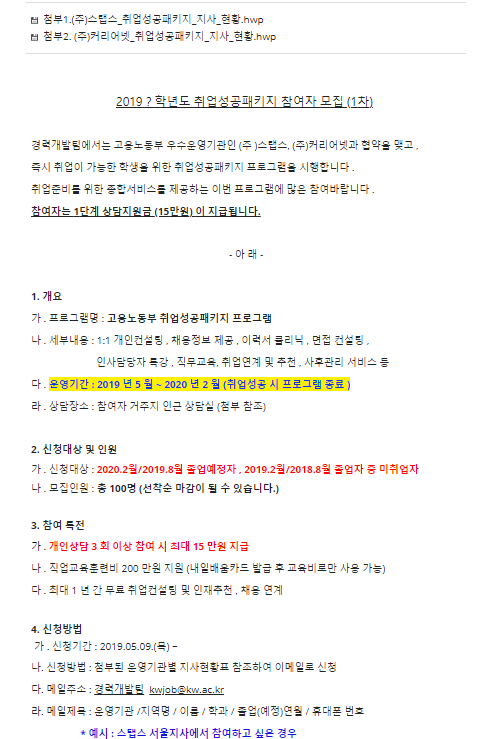 첨부1.(주)스탭스_취업성공패키지_지사_현황.hwp
첨부2. (주)커리어넷_취업성공패키지_지사_현황.hwp
2019 ? 학년도 취업성공패키지 참여자 모집 (1차)
경력개발팀에서는 고용노동부 우수운영기관인 (주 )스탭스, (주)커리어넷과 협약을 맺고 ,
즉시 취업이 가능한 학생을 위한 취업성공패키지 프로그램을 시행합니다 .
취업준비를 위한 종합서비스를 제공하는 이번 프로그램에 많은 참여바랍니다 .
참여자는 1단계 상담지원금 (15만원) 이 지급됩니다.
- 아 래 -
1. 개요
가 . 프로그램명 : 고용노동부 취업성공패키지 프로그램
나 . 세부내용 : 1:1 개인컨설팅 , 채용정보 제공 , 이력서 클리닉 , 면접 컨설팅 ,
인사담당자 특강 , 직무교육, 취업연계 및 추천 , 사후관리 서비스 등
다 . 운영기간 : 2019 년 5 월 ~ 2020 년 2 월 (취업성공 시 프로그램 종료 )
라 . 상담장소 : 참여자 거주지 인근 상담실 (첨부 참조)
2. 신청대상 및 인원
가 . 신청대상 : 2020.2월/2019.8월 졸업예정자 , 2019.2월/2018.8월 졸업자 중 미취업자
나 . 모집인원 : 총 100명 (선착순 마감이 될 수 있습니다.)
3. 참여 특전
가 . 개인상담 3 회 이상 참여 시 최대 15 만원 지급
나 . 직업교육훈련비 200 만원 지원 (내일배움카드 발급 후 교육비로만 사용 가능)
다 . 최대 1 년 간 무료 취업컨설팅 및 인재추천 , 채용 연계
4. 신청방법
가 . 신청기간 : 2019.05.09.(목) ~
나. 신청방법 : 첨부된 운영기관별 지사현황표 참조하여 이메일로 신청
다. 메일주소 : 경력개발팀 kwjob@kw.ac.kr
라. 메일제목 : 운영기관 /지역명 / 이름 / 학과 / 졸업(예정)연월 / 휴대폰 번호
* 예시 : 스탭스 서울지사에서 참여하고 싶은 경우